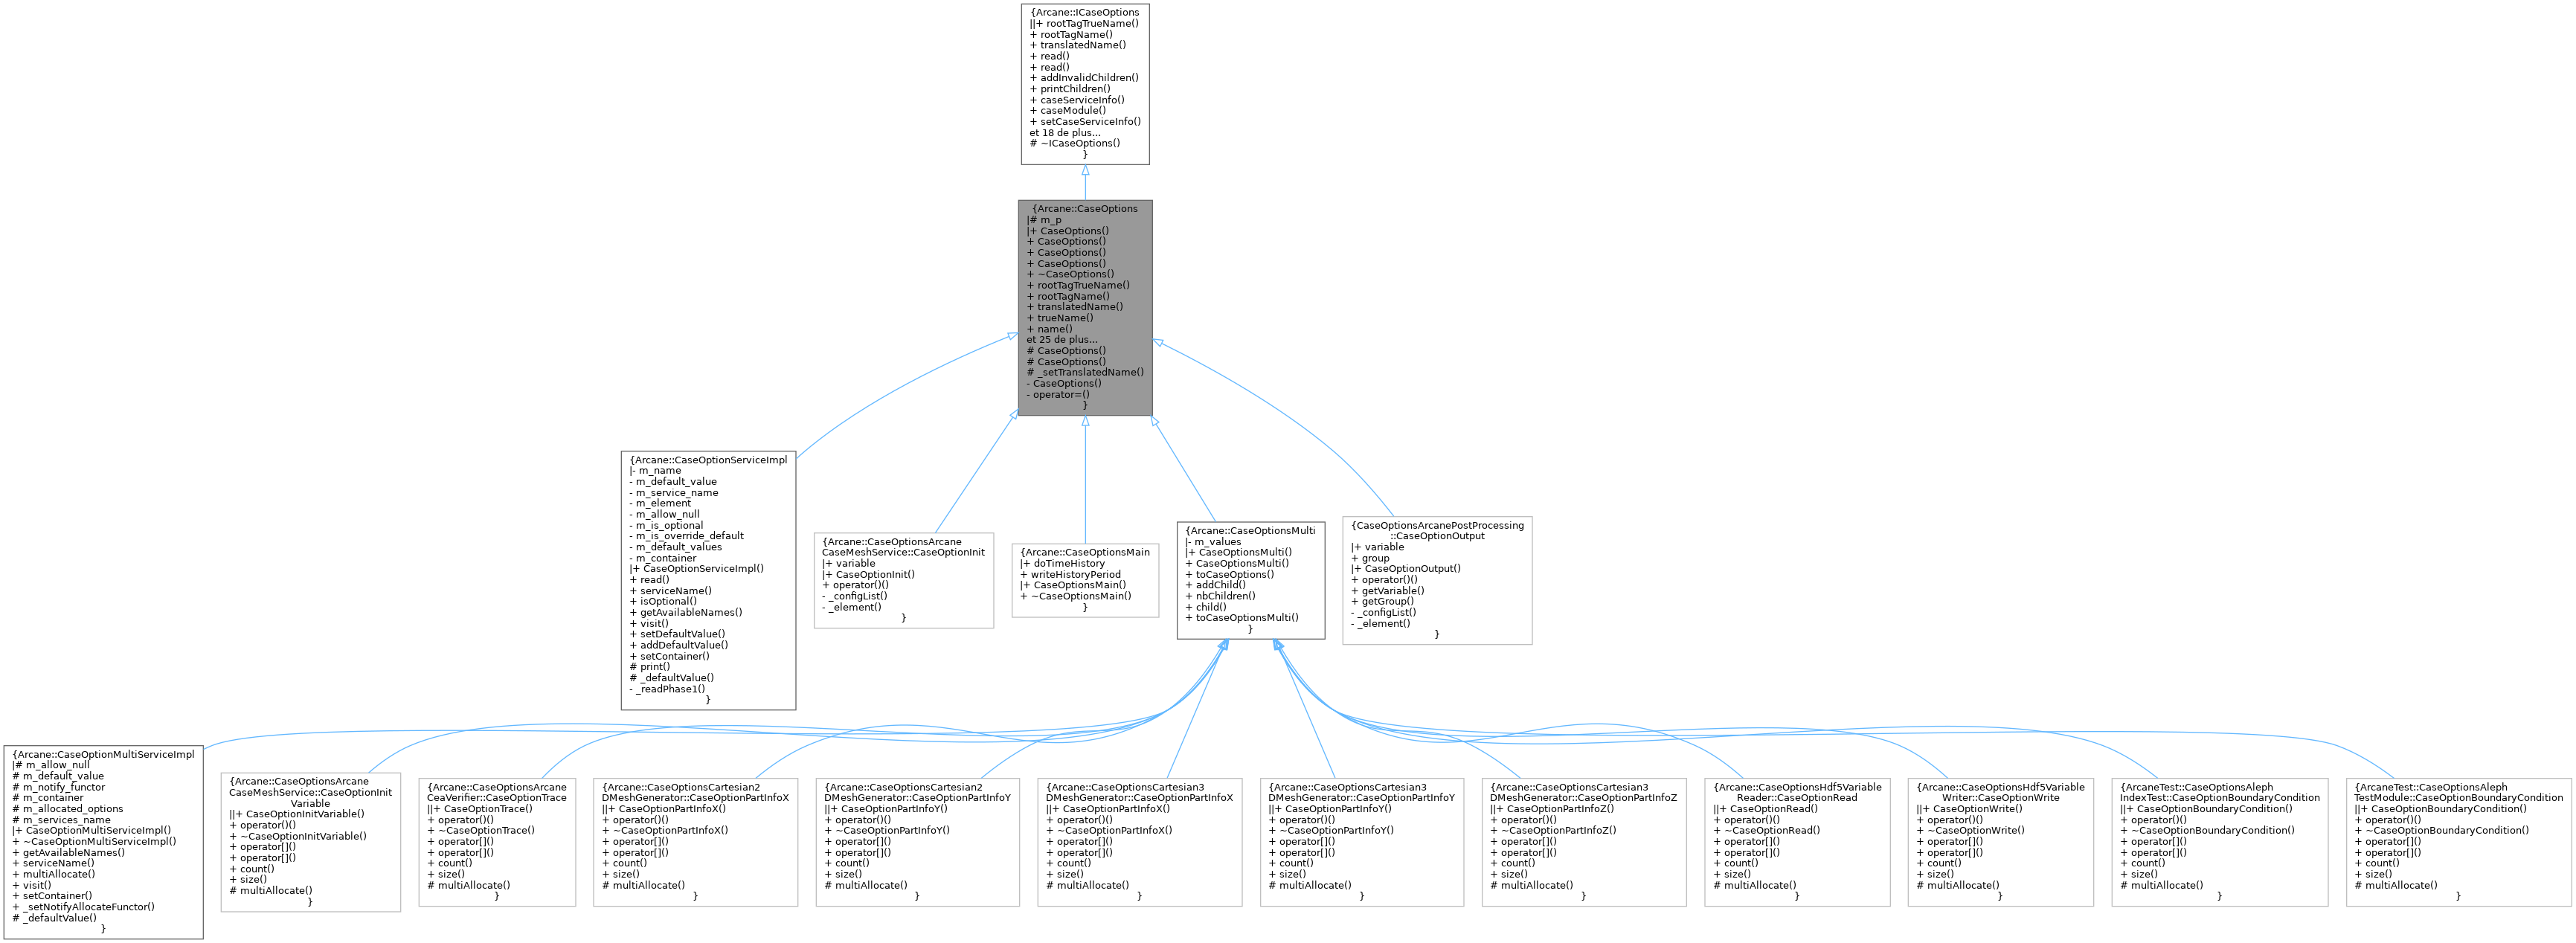 {Arcane::ICaseOptions
||+ rootTagTrueName()
+ rootTagName()
+ translatedName()
+ read()
+ read()
+ addInvalidChildren()
+ printChildren()
+ caseServiceInfo()
+ caseModule()
+ setCaseServiceInfo()
et 18 de plus...
# ~ICaseOptions()
}
{Arcane::CaseOptions
|# m_p
|+ CaseOptions()
+ CaseOptions()
+ CaseOptions()
+ CaseOptions()
+ ~CaseOptions()
+ rootTagTrueName()
+ rootTagName()
+ translatedName()
+ trueName()
+ name()
et 25 de plus...
# CaseOptions()
# CaseOptions()
# _setTranslatedName()
- CaseOptions()
- operator=()
}
{Arcane::CaseOptionServiceImpl
|- m_name
- m_default_value
- m_service_name
- m_element
- m_allow_null
- m_is_optional
- m_is_override_default
- m_default_values
- m_container
|+ CaseOptionServiceImpl()
+ read()
+ serviceName()
+ isOptional()
+ getAvailableNames()
+ visit()
+ setDefaultValue()
+ addDefaultValue()
+ setContainer()
# print()
# _defaultValue()
- _readPhase1()
}
{Arcane::CaseOptionsArcane
CaseMeshService::CaseOptionInit
|+ variable
|+ CaseOptionInit()
+ operator()()
- _configList()
- _element()
}
{Arcane::CaseOptionsMain
|+ doTimeHistory
+ writeHistoryPeriod
|+ CaseOptionsMain()
+ ~CaseOptionsMain()
}
{Arcane::CaseOptionsMulti
|- m_values
|+ CaseOptionsMulti()
+ CaseOptionsMulti()
+ toCaseOptions()
+ addChild()
+ nbChildren()
+ child()
+ toCaseOptionsMulti()
}
{CaseOptionsArcanePostProcessing
::CaseOptionOutput
|+ variable
+ group
|+ CaseOptionOutput()
+ operator()()
+ getVariable()
+ getGroup()
- _configList()
- _element()
}
{Arcane::CaseOptionMultiServiceImpl
|# m_allow_null
# m_default_value
# m_notify_functor
# m_container
# m_allocated_options
# m_services_name
|+ CaseOptionMultiServiceImpl()
+ ~CaseOptionMultiServiceImpl()
+ getAvailableNames()
+ serviceName()
+ multiAllocate()
+ visit()
+ setContainer()
+ _setNotifyAllocateFunctor()
# _defaultValue()
}
{Arcane::CaseOptionsArcane
CaseMeshService::CaseOptionInit
Variable
||+ CaseOptionInitVariable()
+ operator()()
+ ~CaseOptionInitVariable()
+ operator[]()
+ operator[]()
+ count()
+ size()
# multiAllocate()
}
{Arcane::CaseOptionsArcane
CeaVerifier::CaseOptionTrace
||+ CaseOptionTrace()
+ operator()()
+ ~CaseOptionTrace()
+ operator[]()
+ operator[]()
+ count()
+ size()
# multiAllocate()
}
{Arcane::CaseOptionsCartesian2
DMeshGenerator::CaseOptionPartInfoX
||+ CaseOptionPartInfoX()
+ operator()()
+ ~CaseOptionPartInfoX()
+ operator[]()
+ operator[]()
+ count()
+ size()
# multiAllocate()
}
{Arcane::CaseOptionsCartesian2
DMeshGenerator::CaseOptionPartInfoY
||+ CaseOptionPartInfoY()
+ operator()()
+ ~CaseOptionPartInfoY()
+ operator[]()
+ operator[]()
+ count()
+ size()
# multiAllocate()
}
{Arcane::CaseOptionsCartesian3
DMeshGenerator::CaseOptionPartInfoX
||+ CaseOptionPartInfoX()
+ operator()()
+ ~CaseOptionPartInfoX()
+ operator[]()
+ operator[]()
+ count()
+ size()
# multiAllocate()
}
{Arcane::CaseOptionsCartesian3
DMeshGenerator::CaseOptionPartInfoY
||+ CaseOptionPartInfoY()
+ operator()()
+ ~CaseOptionPartInfoY()
+ operator[]()
+ operator[]()
+ count()
+ size()
# multiAllocate()
}
{Arcane::CaseOptionsCartesian3
DMeshGenerator::CaseOptionPartInfoZ
||+ CaseOptionPartInfoZ()
+ operator()()
+ ~CaseOptionPartInfoZ()
+ operator[]()
+ operator[]()
+ count()
+ size()
# multiAllocate()
}
{Arcane::CaseOptionsHdf5Variable
Reader::CaseOptionRead
||+ CaseOptionRead()
+ operator()()
+ ~CaseOptionRead()
+ operator[]()
+ operator[]()
+ count()
+ size()
# multiAllocate()
}
{Arcane::CaseOptionsHdf5Variable
Writer::CaseOptionWrite
||+ CaseOptionWrite()
+ operator()()
+ ~CaseOptionWrite()
+ operator[]()
+ operator[]()
+ count()
+ size()
# multiAllocate()
}
{ArcaneTest::CaseOptionsAleph
IndexTest::CaseOptionBoundaryCondition
||+ CaseOptionBoundaryCondition()
+ operator()()
+ ~CaseOptionBoundaryCondition()
+ operator[]()
+ operator[]()
+ count()
+ size()
# multiAllocate()
}
{ArcaneTest::CaseOptionsAleph
TestModule::CaseOptionBoundaryCondition
||+ CaseOptionBoundaryCondition()
+ operator()()
+ ~CaseOptionBoundaryCondition()
+ operator[]()
+ operator[]()
+ count()
+ size()
# multiAllocate()
}